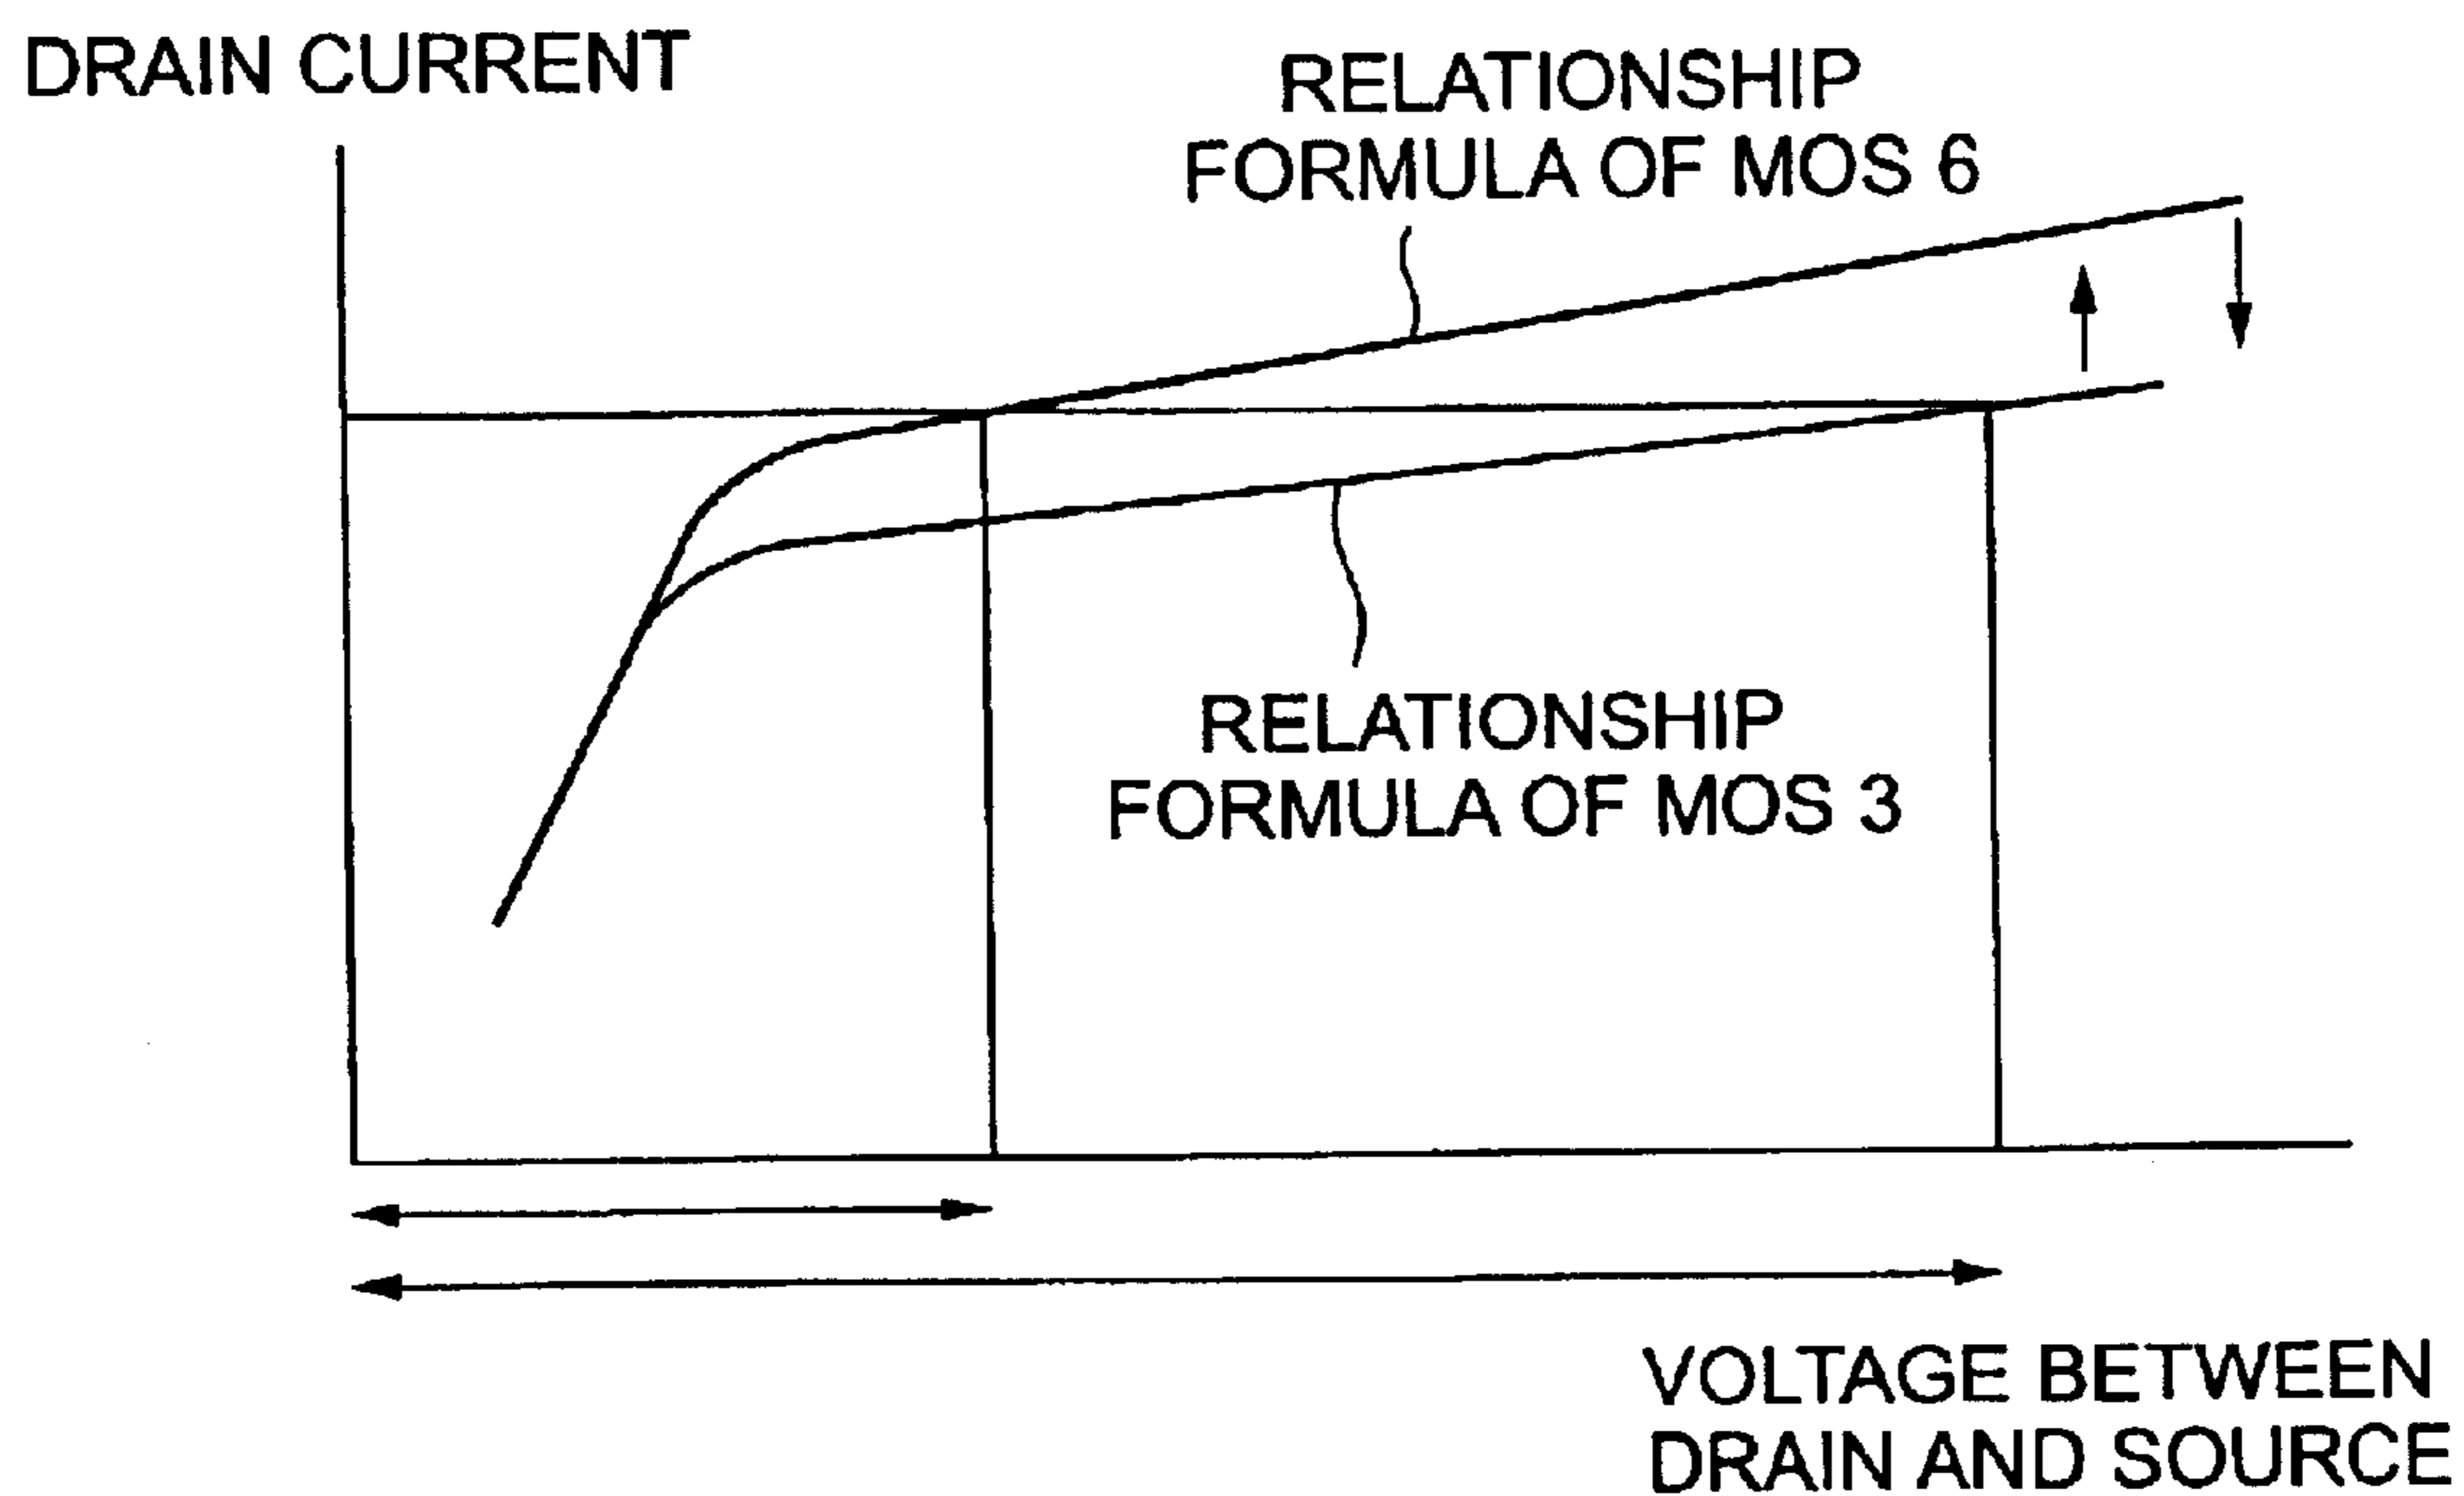 DRAIN CURRENT
RELATIONSHIP
FORMULA OF MOS 6
RELATIONSHIP
FORMULA OF MOS 3
VOLTAGE BETWEEN
DRAIN AND SOURCE